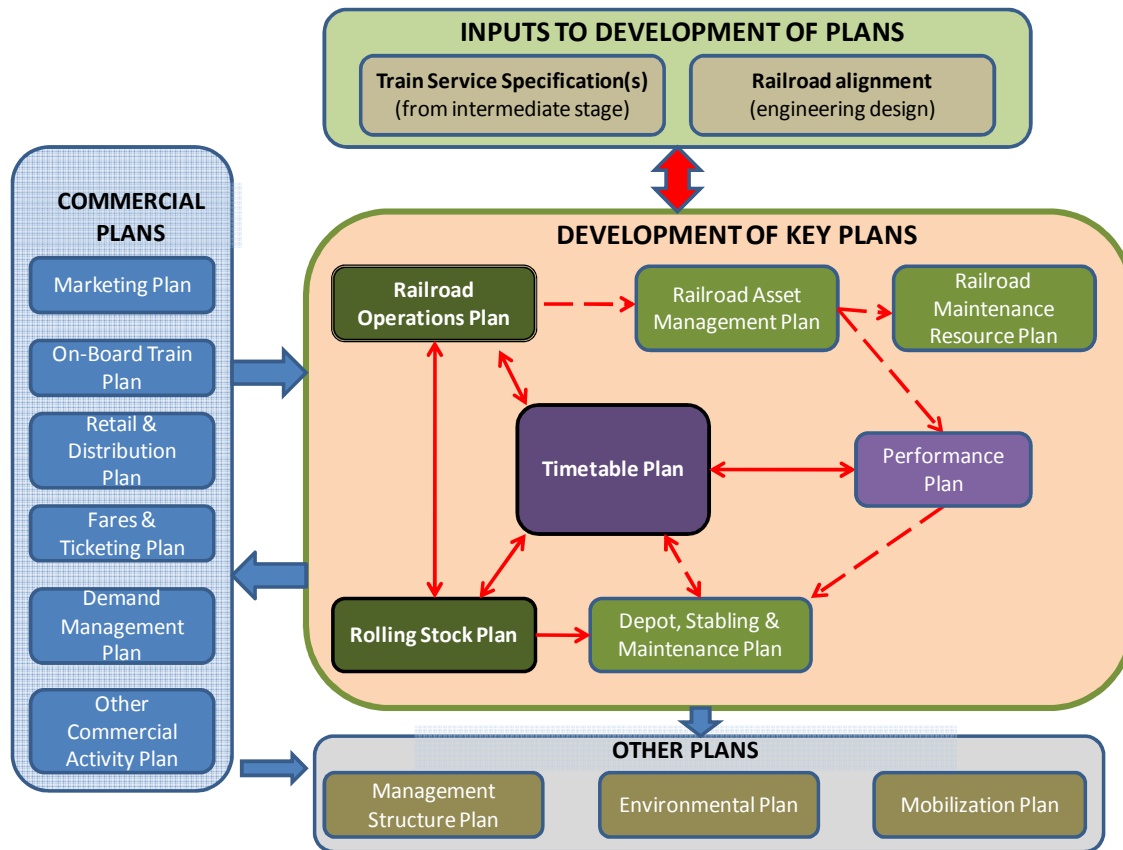 INPUTS TO DEVELOPMENT OF PLANS
Train Service Specification(s)
(from intermediate stage)
Railroad alignment
(engineering design)
COMMERCIAL
PLANS
Marketing Plan
On-Board Train
Plan
Retail &
Distribution
Plan
Fares &
Ticketing Plan
Demand
Management
Plan
Other
Commercial
Activity Plan
DEVELOPMENT OF KEY PLANS
Railroad
Operations Plan
Railroad Asset
Management Plan
Railroad
Maintenance
Resource Plan
Timetable Plan
Performance
Plan
Rolling Stock Plan
Depot, Stabling &
Maintenance Plan
OTHER PLANS
Management
Structure Plan
Environmental Plan
Mobilization Plan